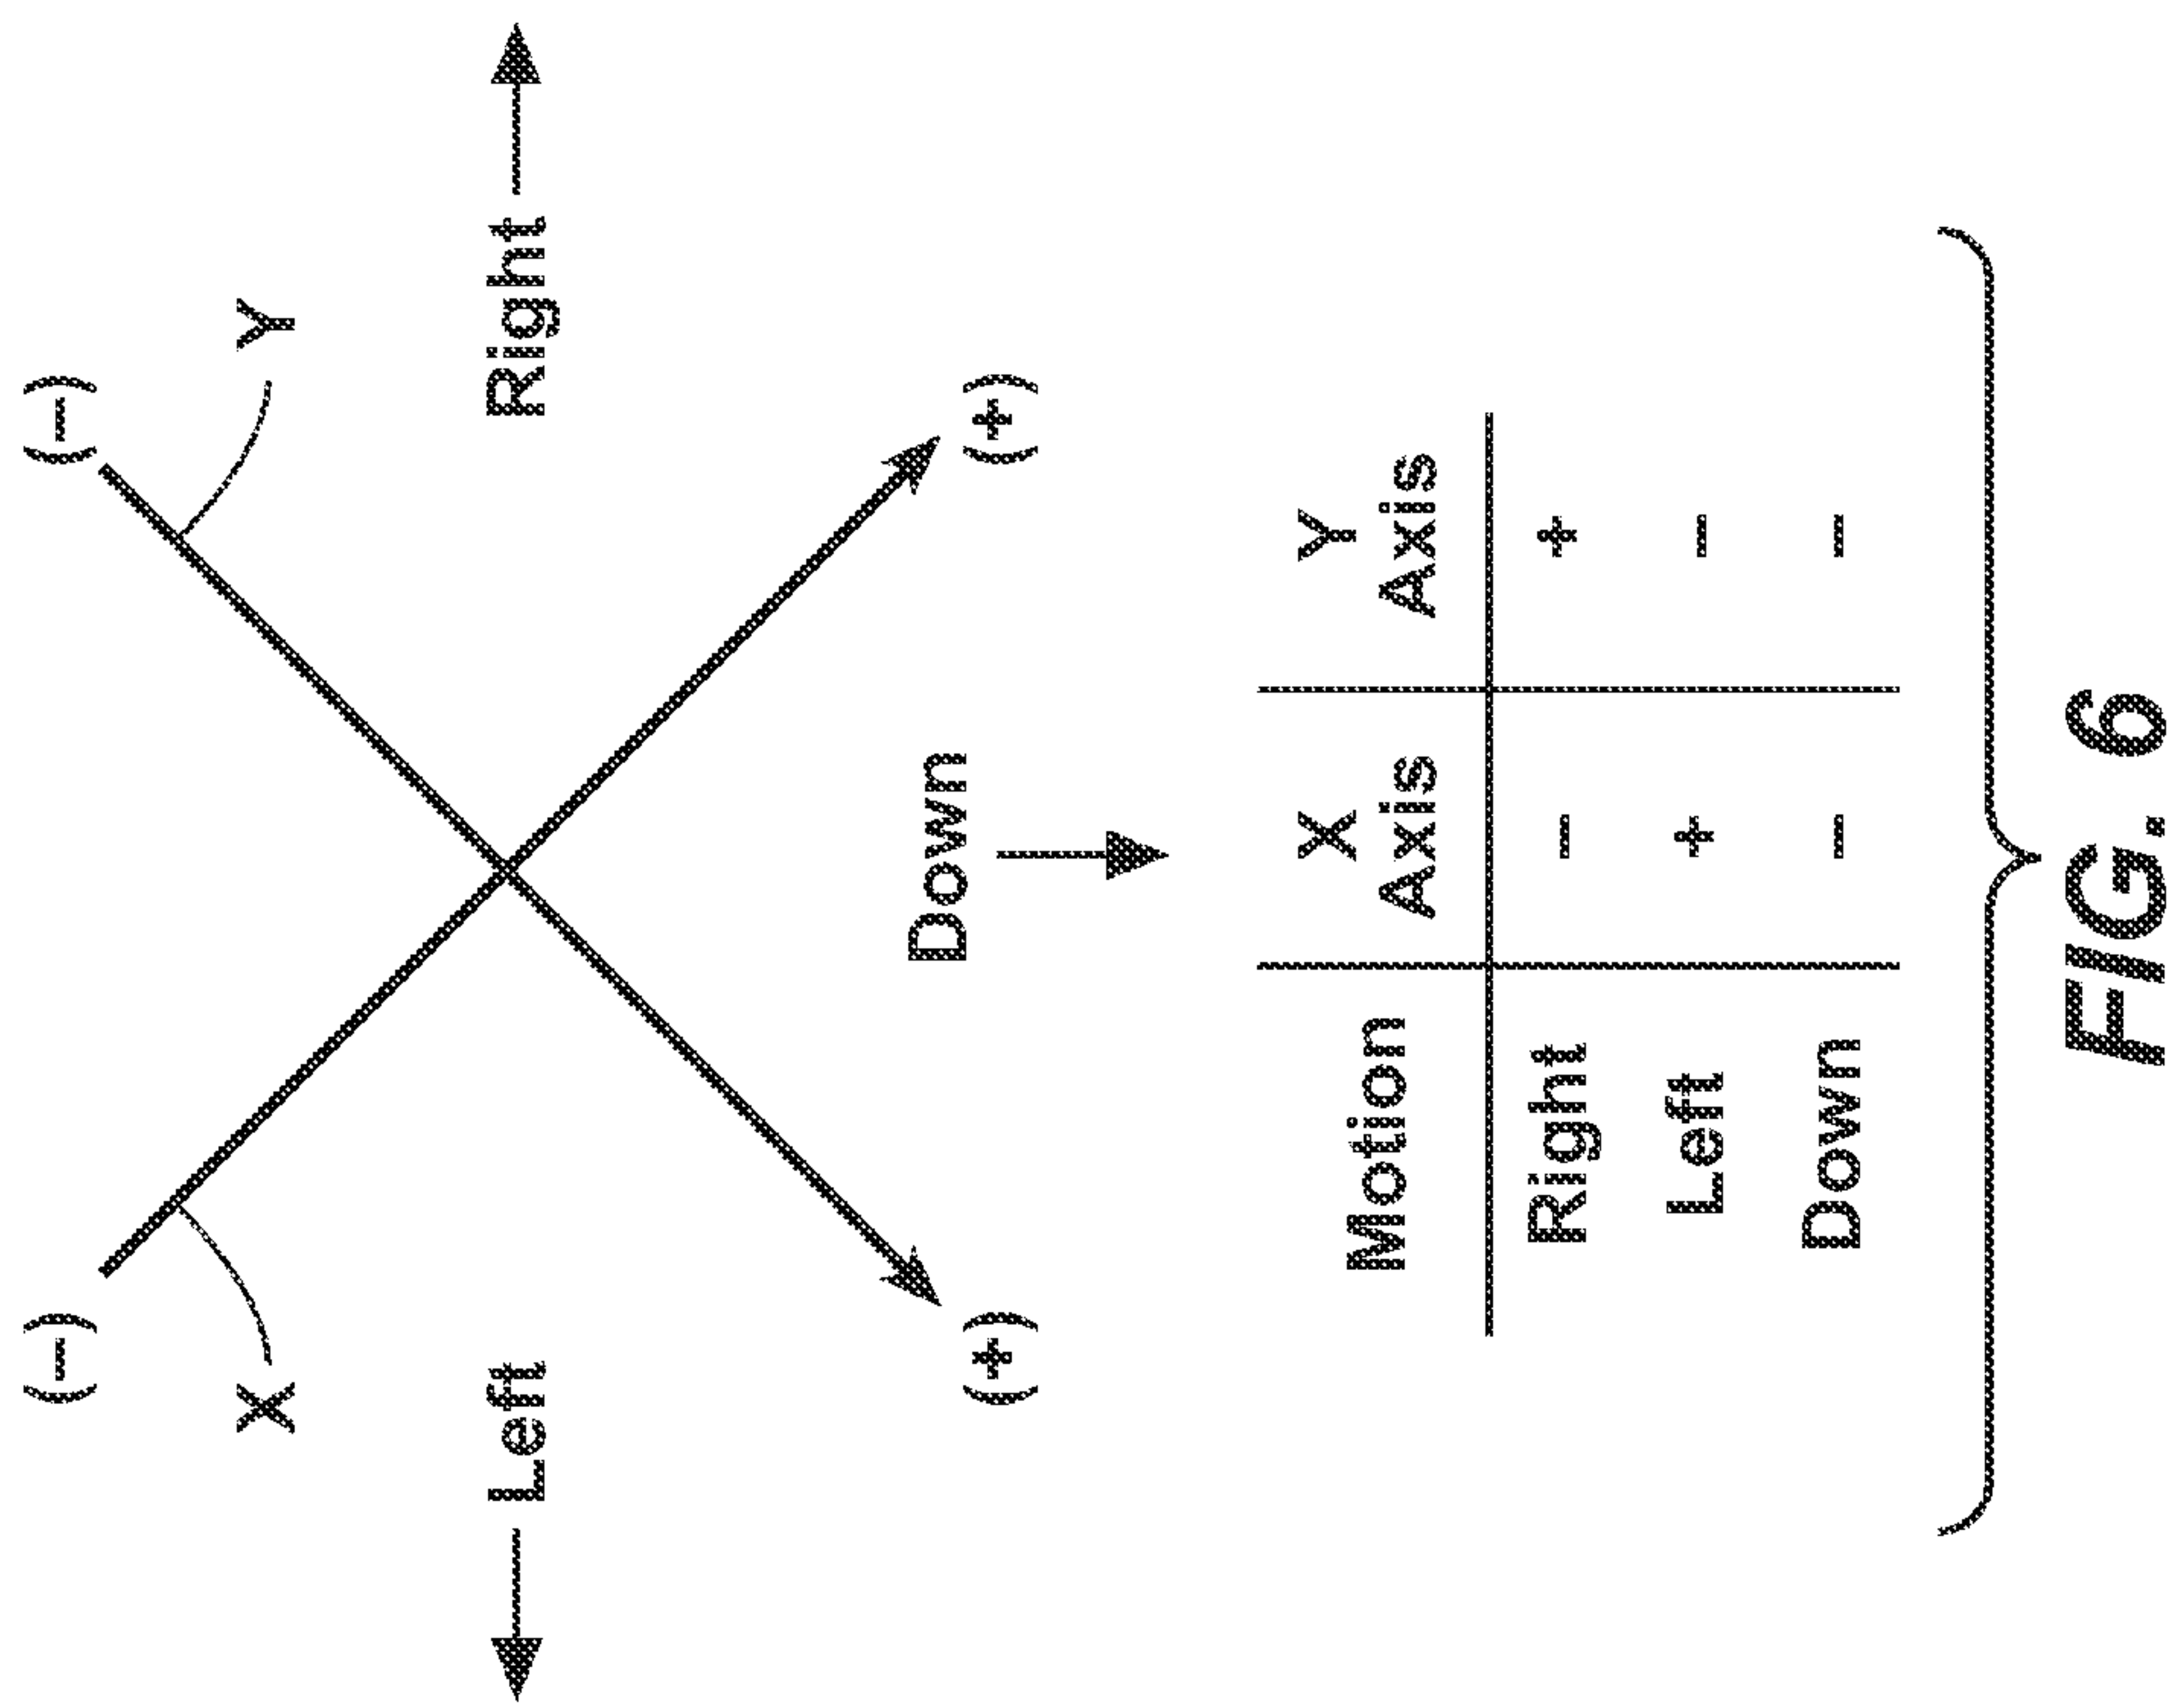 (–) (–)
X Y
Left Right
Down
(+) (+)
Motion X Axis Y Axis
Right – +
Left + –
Down – –
FIG. 6